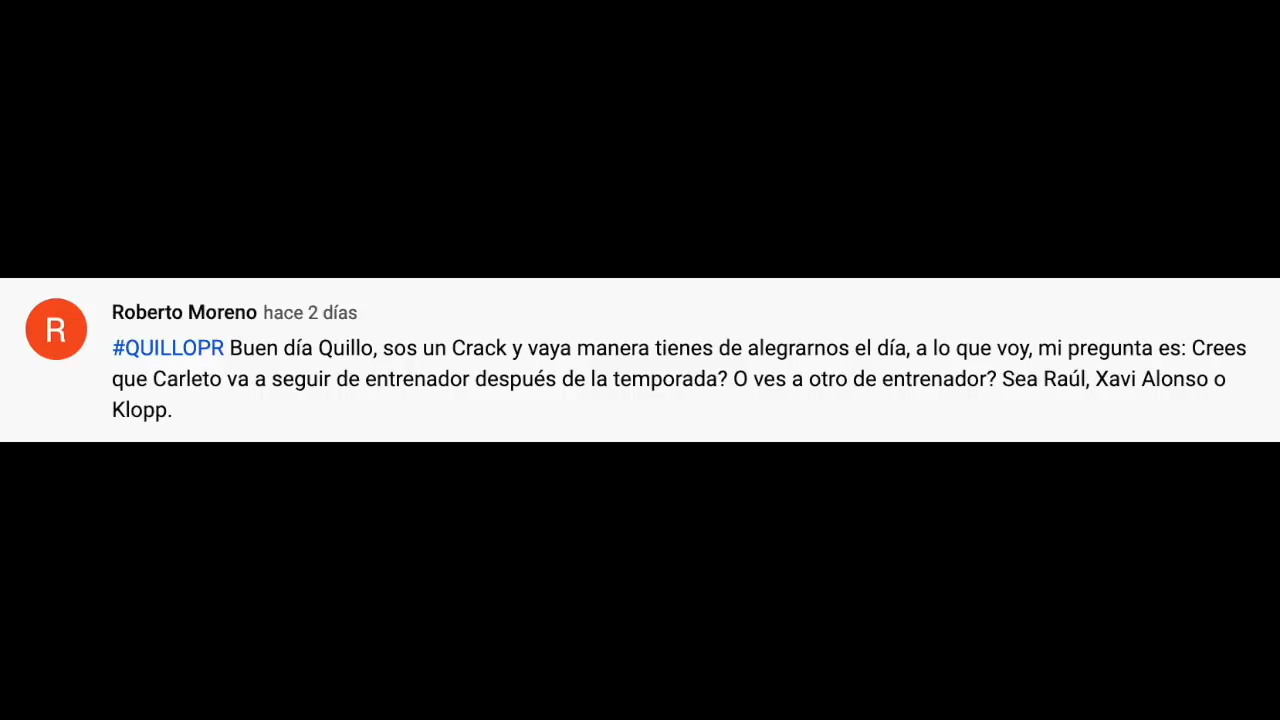 R
Roberto Moreno hace 2 días
#QUILLOPR Buen día Quillo, sos un Crack y vaya manera tienes de alegrarnos el día, a lo que voy, mi pregunta es: Crees
que Carleto va a seguir de entrenador después de la temporada? O ves a otro de entrenador? Sea Raúl, Xavi Alonso o
Klopp.